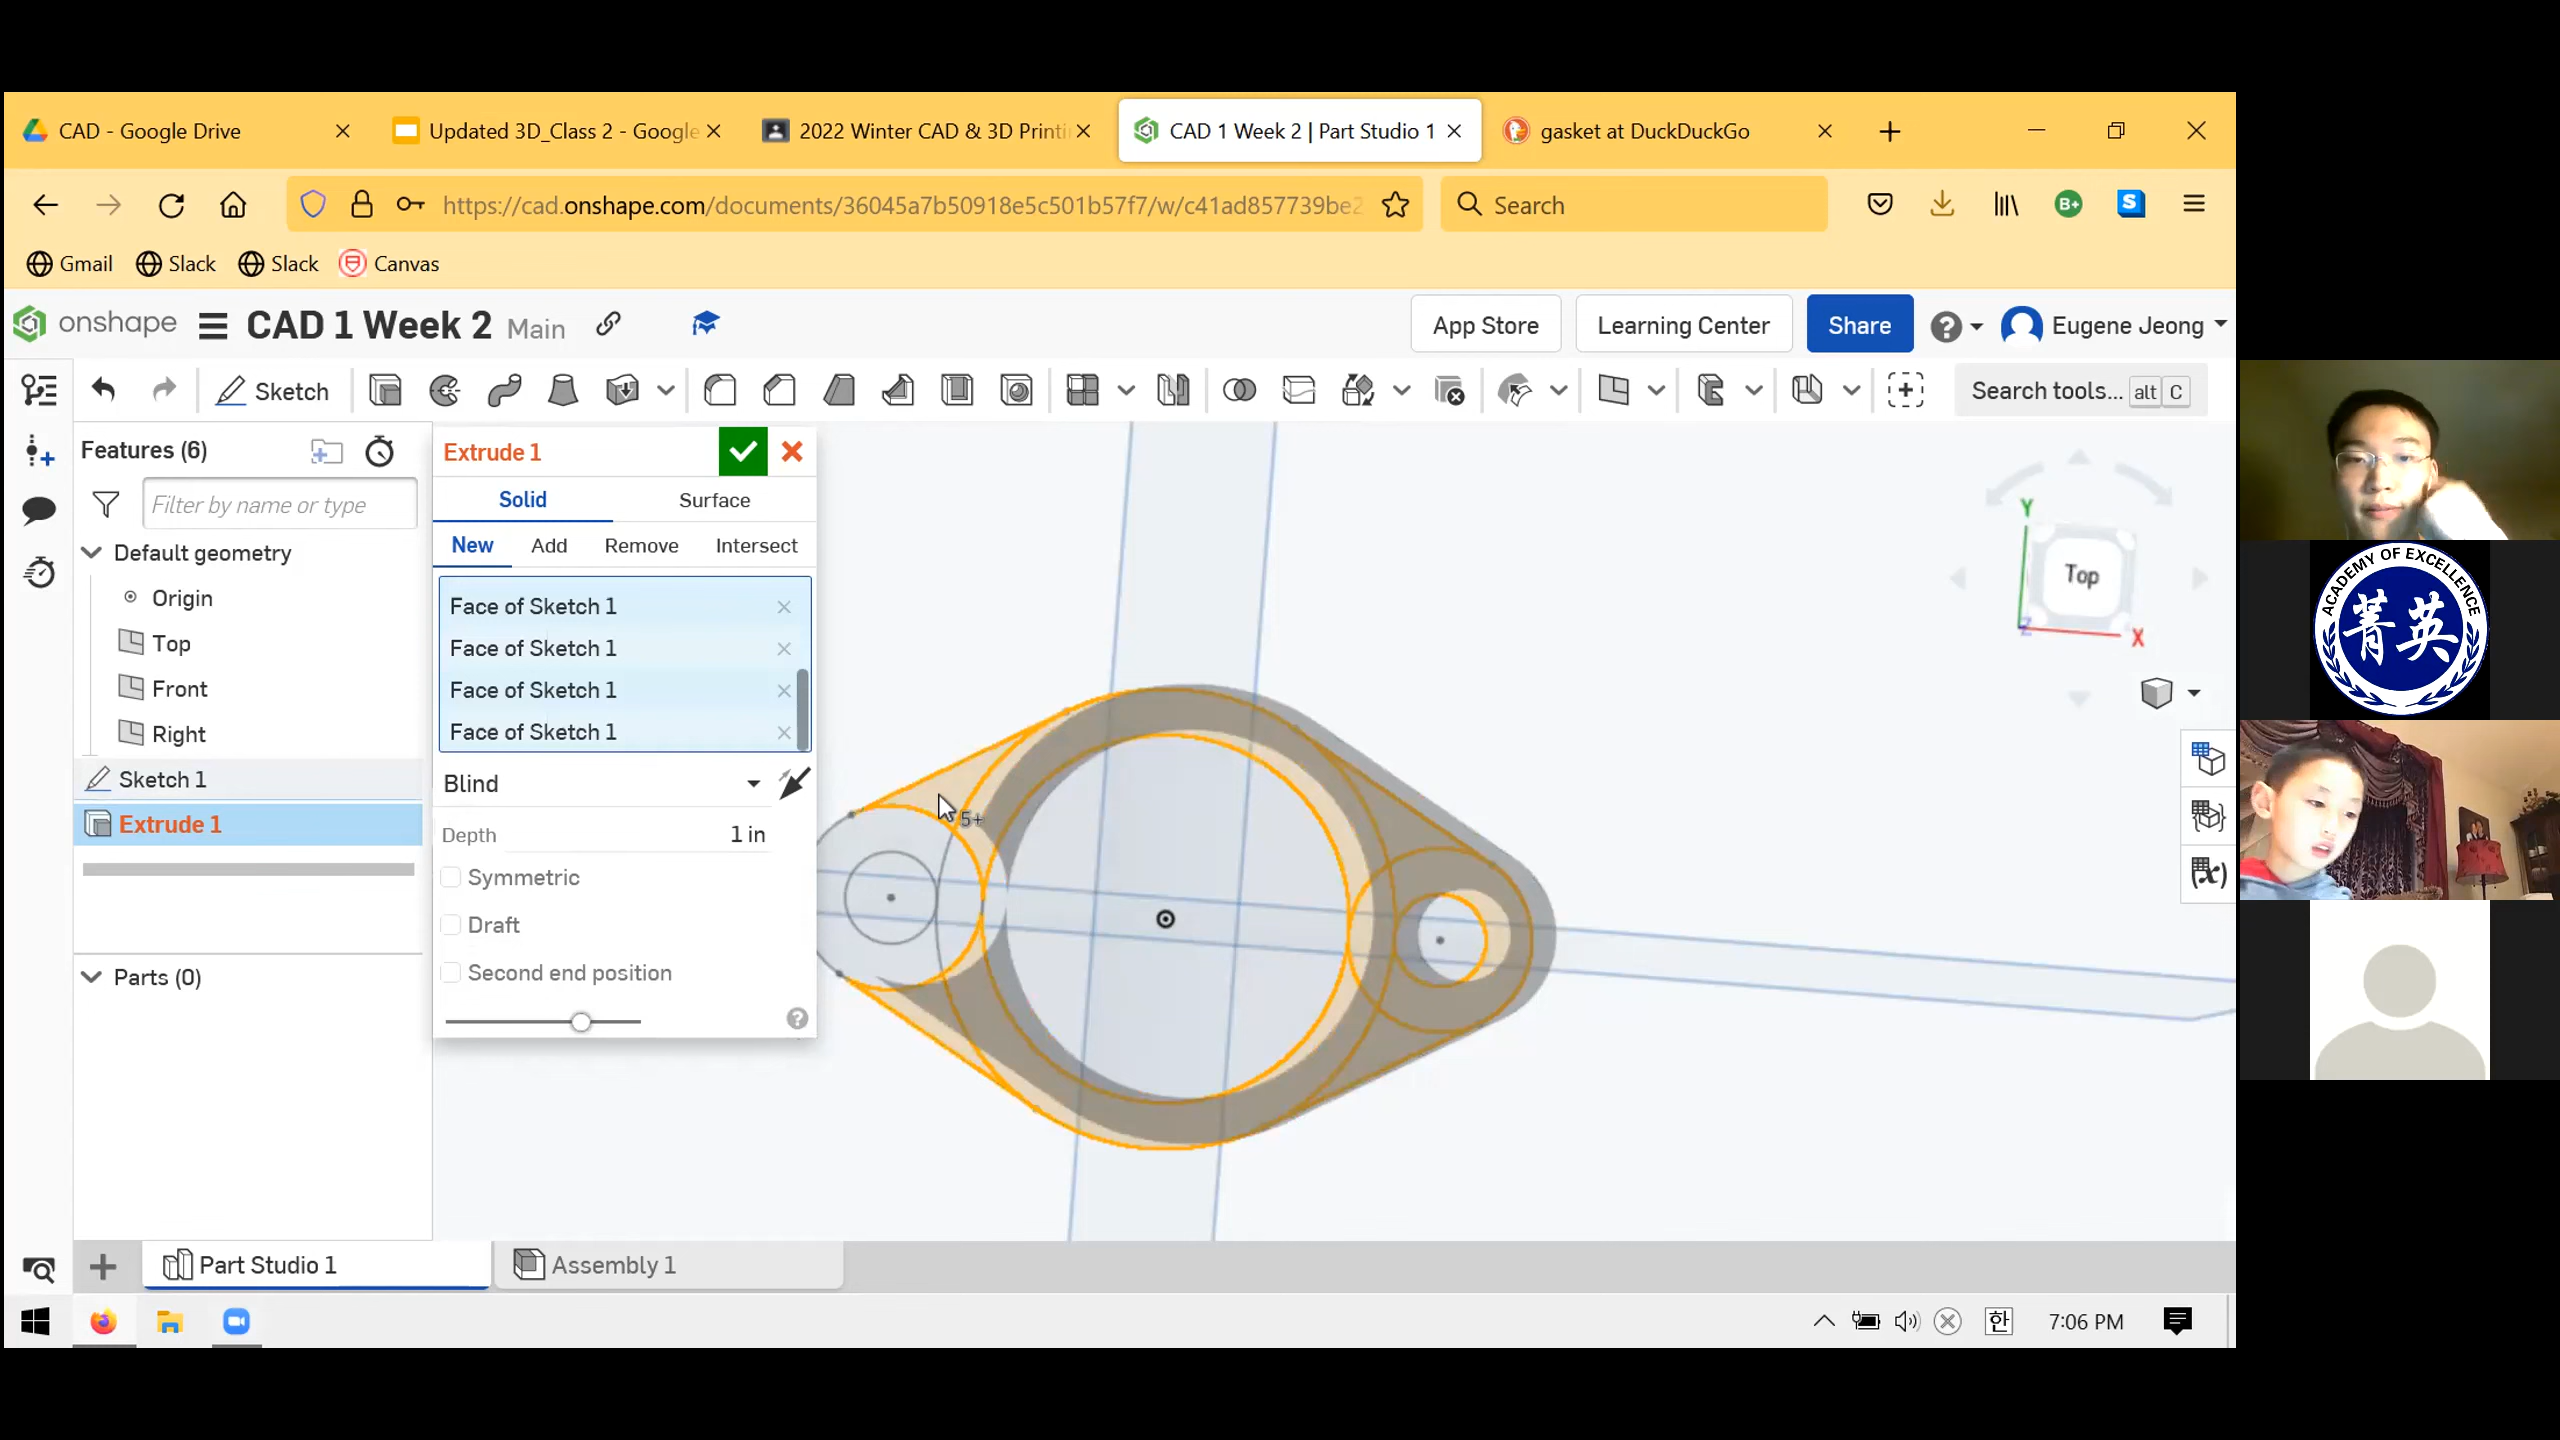 CAD - Google Drive
Updated 3D_Class 2 - Google
2022 Winter CAD & 3D Printi
CAD 1 Week 2 | Part Studio 1
gasket at DuckDuckGo
https://cad.onshape.com/documents/36045a7b50918e5c501b57f7/w/c41ad857739be2
Search
B+
S
Gmail
Slack
Slack
Canvas
onshape
CAD 1 Week 2
Main
App Store
Learning Center
Share
Eugene Jeong
Sketch
Search tools...
alt
C
Features (6)
Filter by name or type
Default geometry
Origin
Top
Front
Right
Sketch 1
Extrude 1
Parts (0)
Extrude 1
Solid
Surface
New
Add
Remove
Intersect
Face of Sketch 1
Face of Sketch 1
Face of Sketch 1
Face of Sketch 1
Blind
Depth
1 in
Symmetric
Draft
Second end position
5+
Y
Top
Z
X
(x)
Part Studio 1
Assembly 1
한
7:06 PM
ACADEMY OF EXCELLENCE
菁英